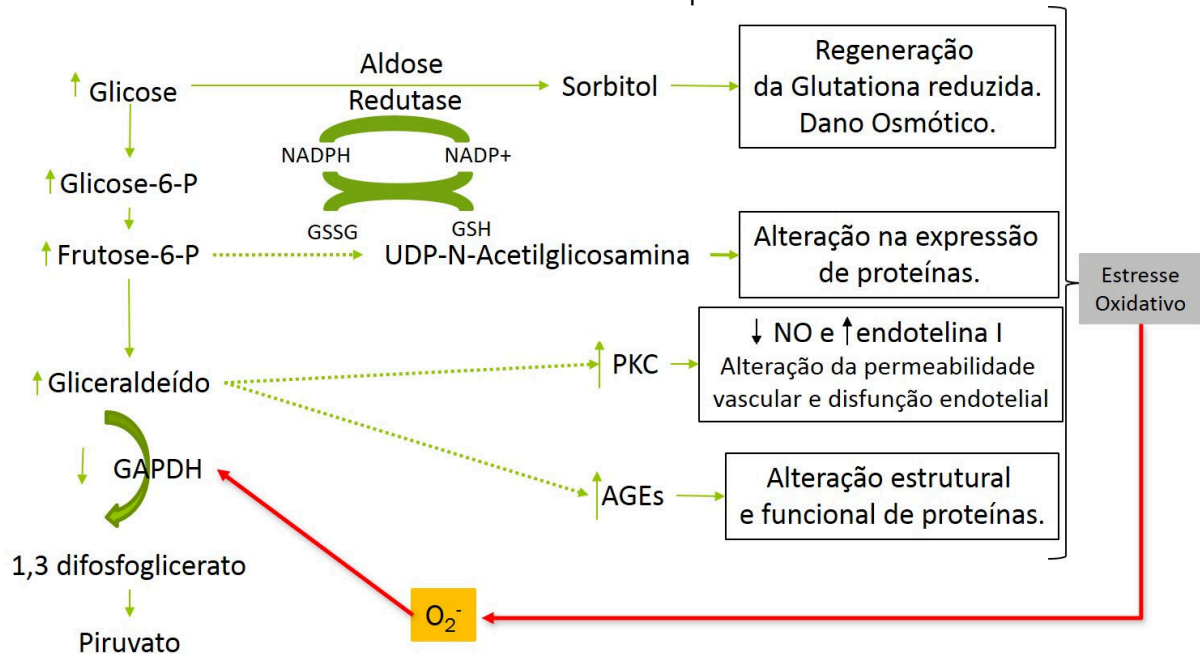 Aldose
Redutase
Glicose
Sorbitol
Regeneração
da Glutationa reduzida.
Dano Osmótico.
NADPH
NADP+
Glicose-6-P
GSSG
GSH
Frutose-6-P
UDP-N-Acetilglicosamina
Alteração na expressão
de proteínas.
Estresse
Oxidativo
Gliceraldeído
PKC
NO e endotelina I
Alteração da permeabilidade
vascular e disfunção endotelial
GAPDH
AGEs
Alteração estrutural
e funcional de proteínas.
1,3 difosfoglicerato
O₂⁻
Piruvato